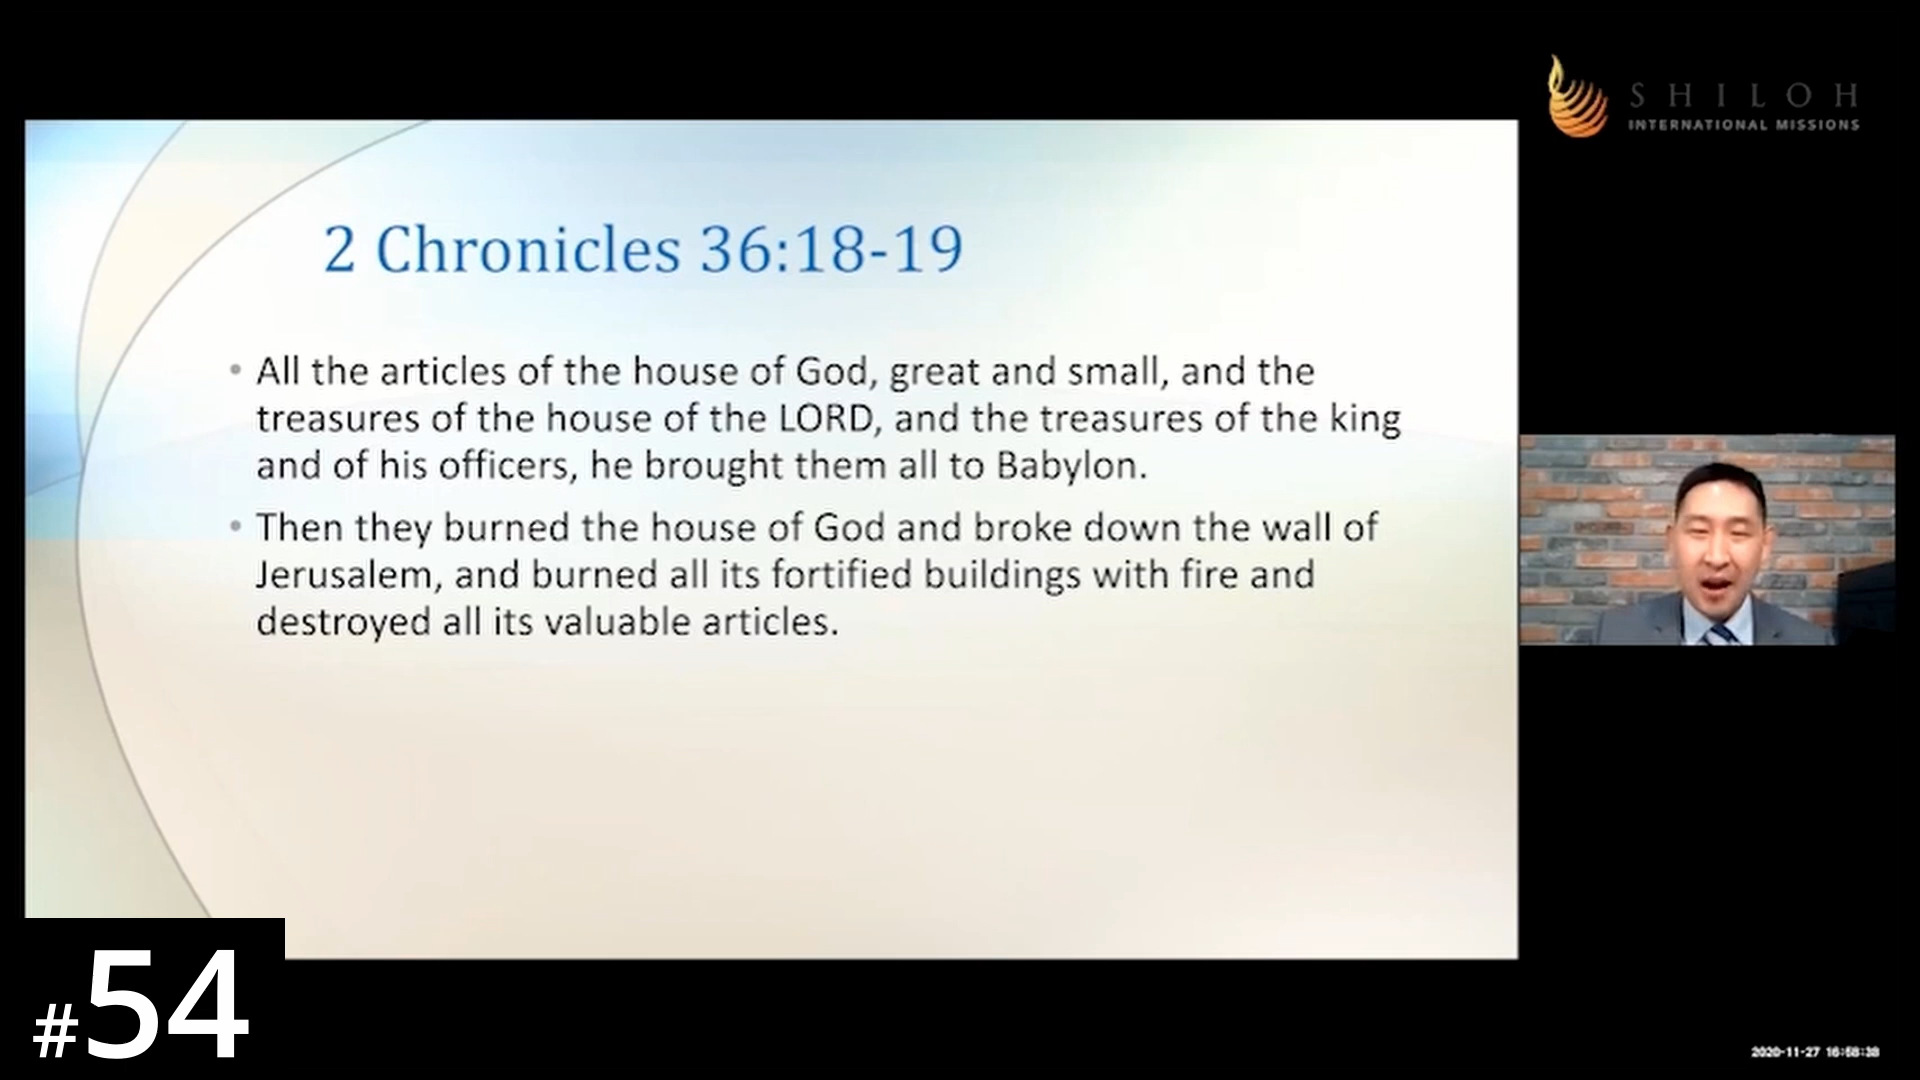 SHILOH
INTERNATIONAL MISSIONS
2 Chronicles 36:18-19
• All the articles of the house of God, great and small, and the
treasures of the house of the LORD, and the treasures of the king
and of his officers, he brought them all to Babylon.
• Then they burned the house of God and broke down the wall of
Jerusalem, and burned all its fortified buildings with fire and
destroyed all its valuable articles.
#54
2020-11-27 16:58:38